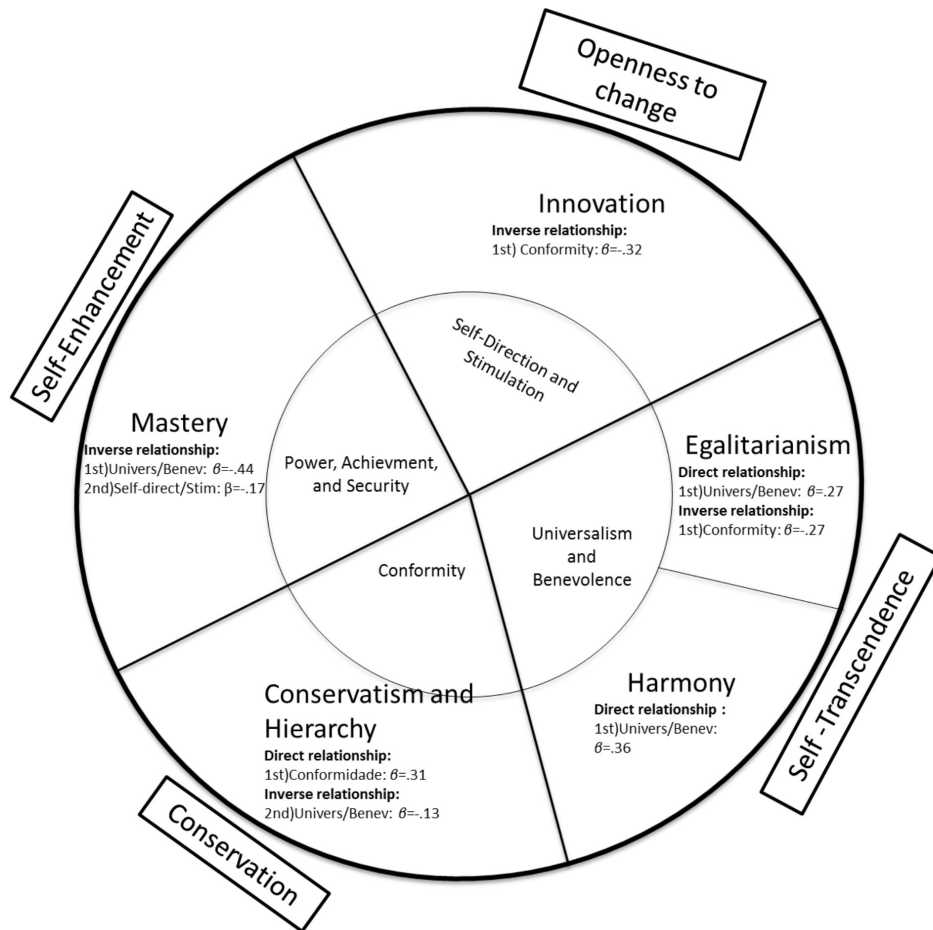 Openness to
change
Self-Enhancement
Innovation
Inverse relationship:
1st) Conformity: β=-.32
Self-Direction and
Stimulation
Mastery
Inverse relationship:
1st)Univers/Benev: β=-.44
2nd)Self-direct/Stim: β=-.17
Power, Achievment,
and Security
Egalitarianism
Direct relationship:
1st)Univers/Benev: β=.27
Inverse relationship:
1st)Conformity: β=-.27
Universalism
and
Benevolence
Conformity
Self -Transcendence
Harmony
Direct relationship :
1st)Univers/Benev:
β=.36
Conservatism and
Hierarchy
Direct relationship:
1st)Conformidade: β=.31
Inverse relationship:
2nd)Univers/Benev: β=-.13
Conservation